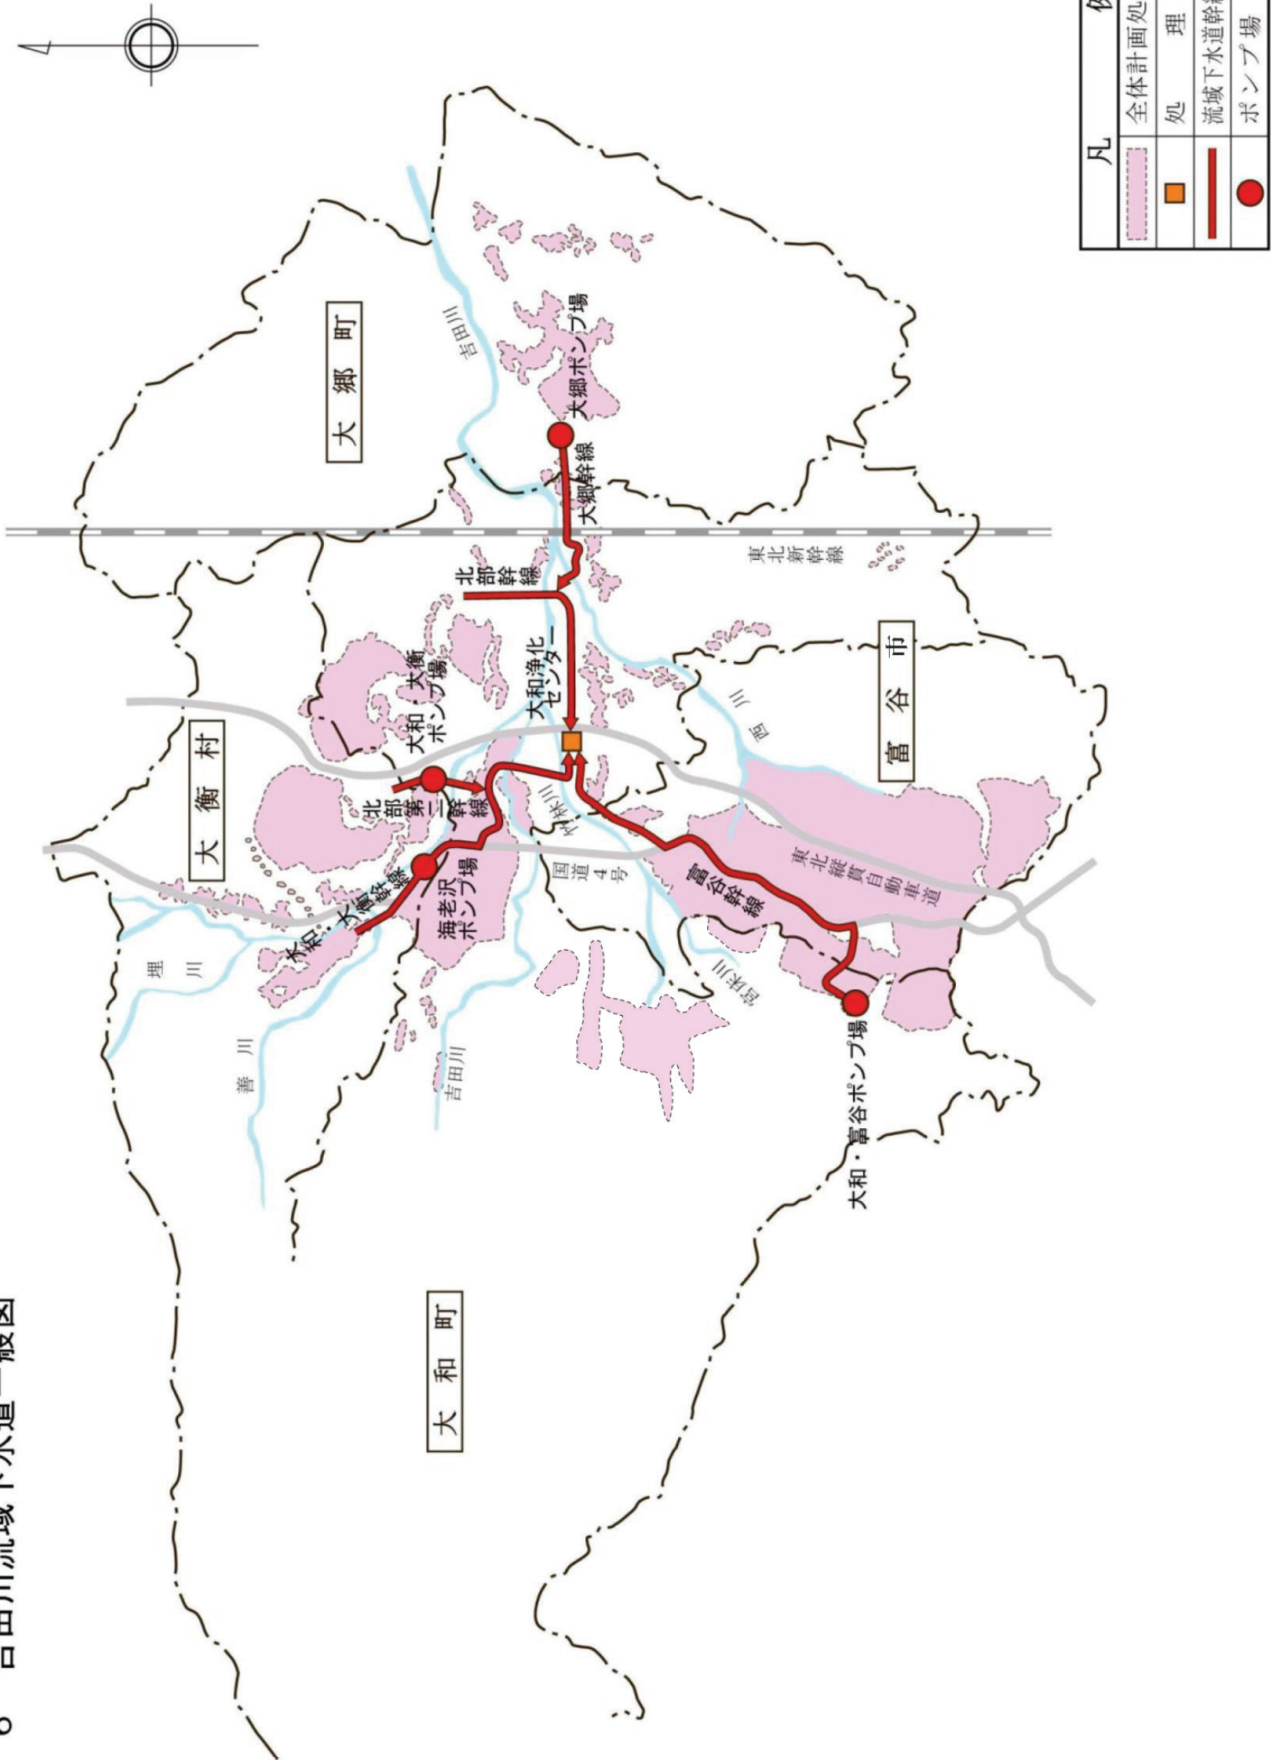 6 吉田川流域下水道一般図
大郷町
吉田川
大郷ポンプ場
大郷幹線
東北新幹線
北部幹線
大和浄化
センター
大和・大衡
ポンプ場
北部第二幹線
大衡村
大和・大衡幹線
海老沢
ポンプ場
埋川
善川
吉田川
竹林川
国道4号
西川
富谷市
東北縦貫自動車道
富谷幹線
宮床川
大和・富谷ポンプ場
大和町
凡
全体計画処
処理
流域下水道幹
ポンプ場